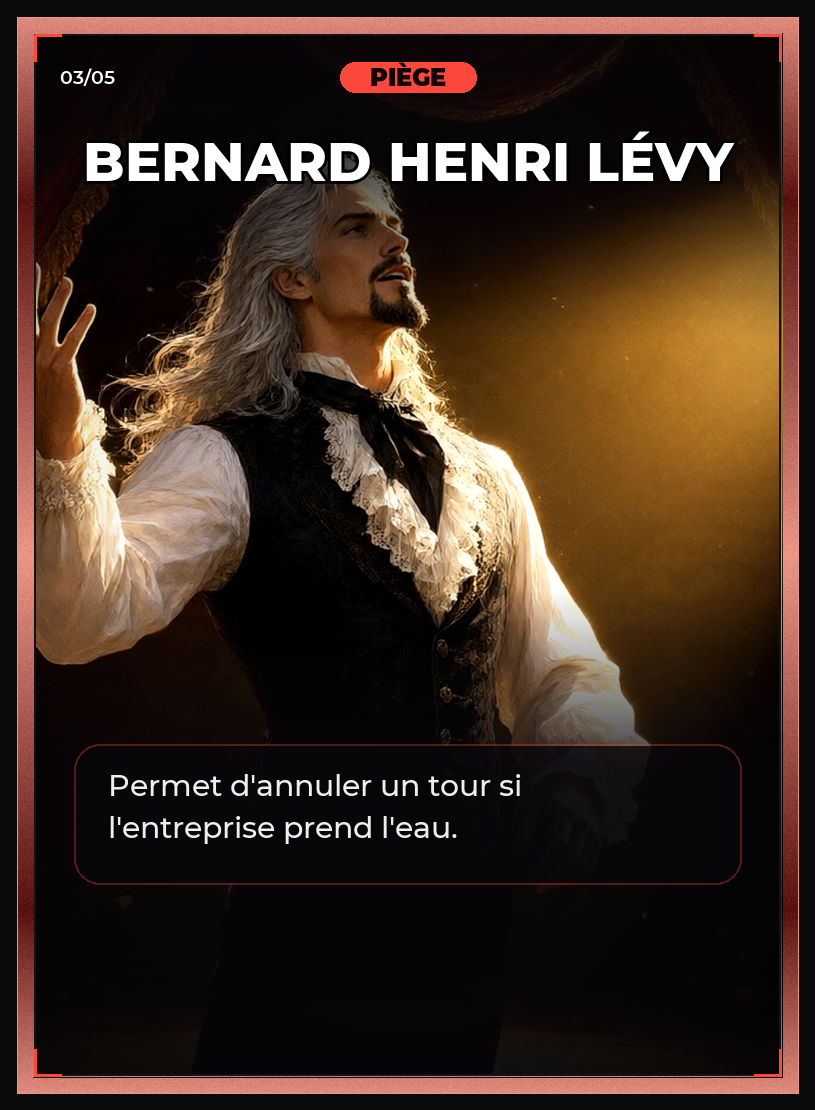 03/05
PIÈGE
BERNARD HENRI LÉVY
Permet d'annuler un tour si
l'entreprise prend l'eau.